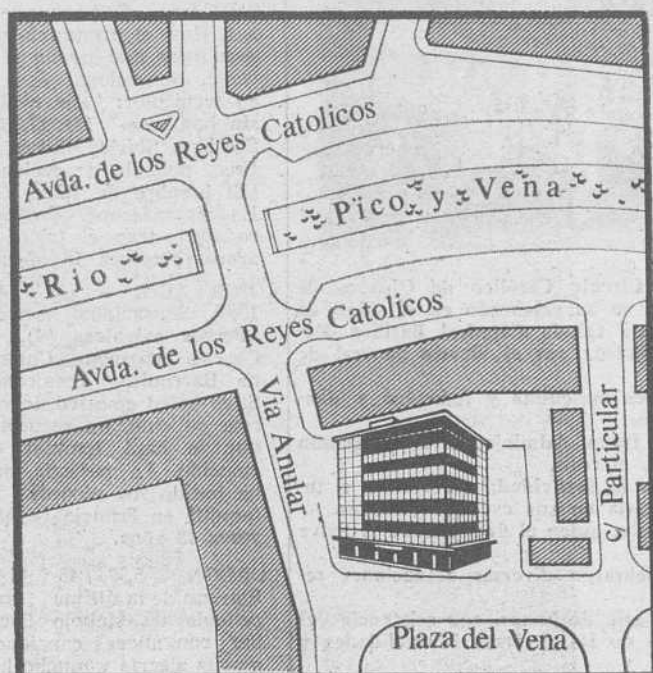 Avda. de los Reyes Catolicos
Pico y Vena
Rio
Avda. de los Reyes Catolicos
Via Anular
c/ Particular
Plaza del Vena